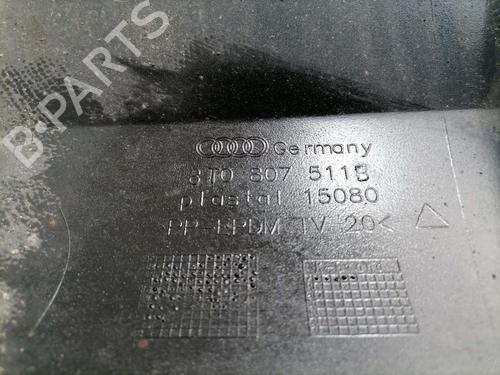 B-PARTS
Germany
8T0 807 511B
plastal 15080
PP-EPDM TV 20<